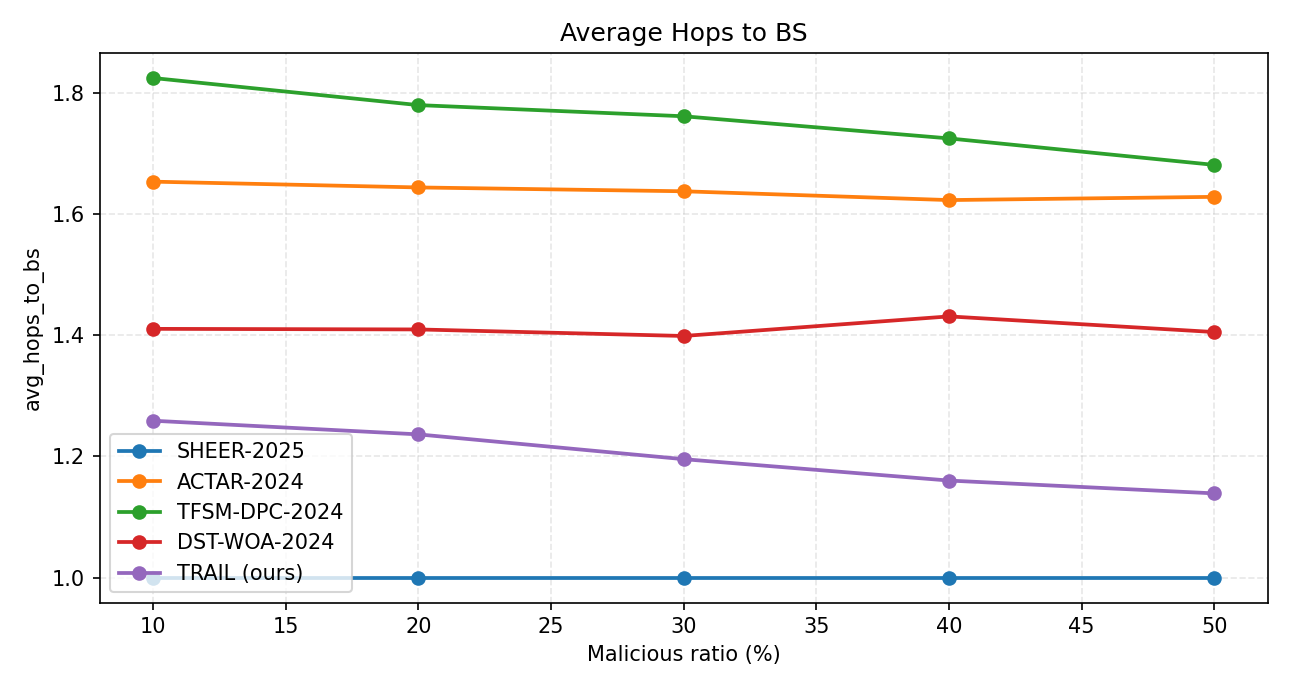 Average Hops to BS
avg_hops_to_bs
1.8
1.6
1.4
1.2
1.0
SHEER-2025
ACTAR-2024
TFSM-DPC-2024
DST-WOA-2024
TRAIL (ours)
10 15 20 25 30 35 40 45 50
Malicious ratio (%)